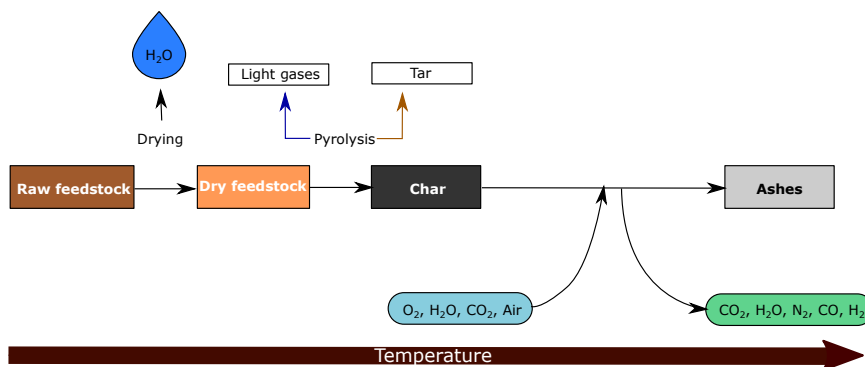 H₂O
Light gases
Tar
Drying
Pyrolysis
Raw feedstock
Dry feedstock
Char
Ashes
O₂, H₂O, CO₂, Air
CO₂, H₂O, N₂, CO, H₂
Temperature